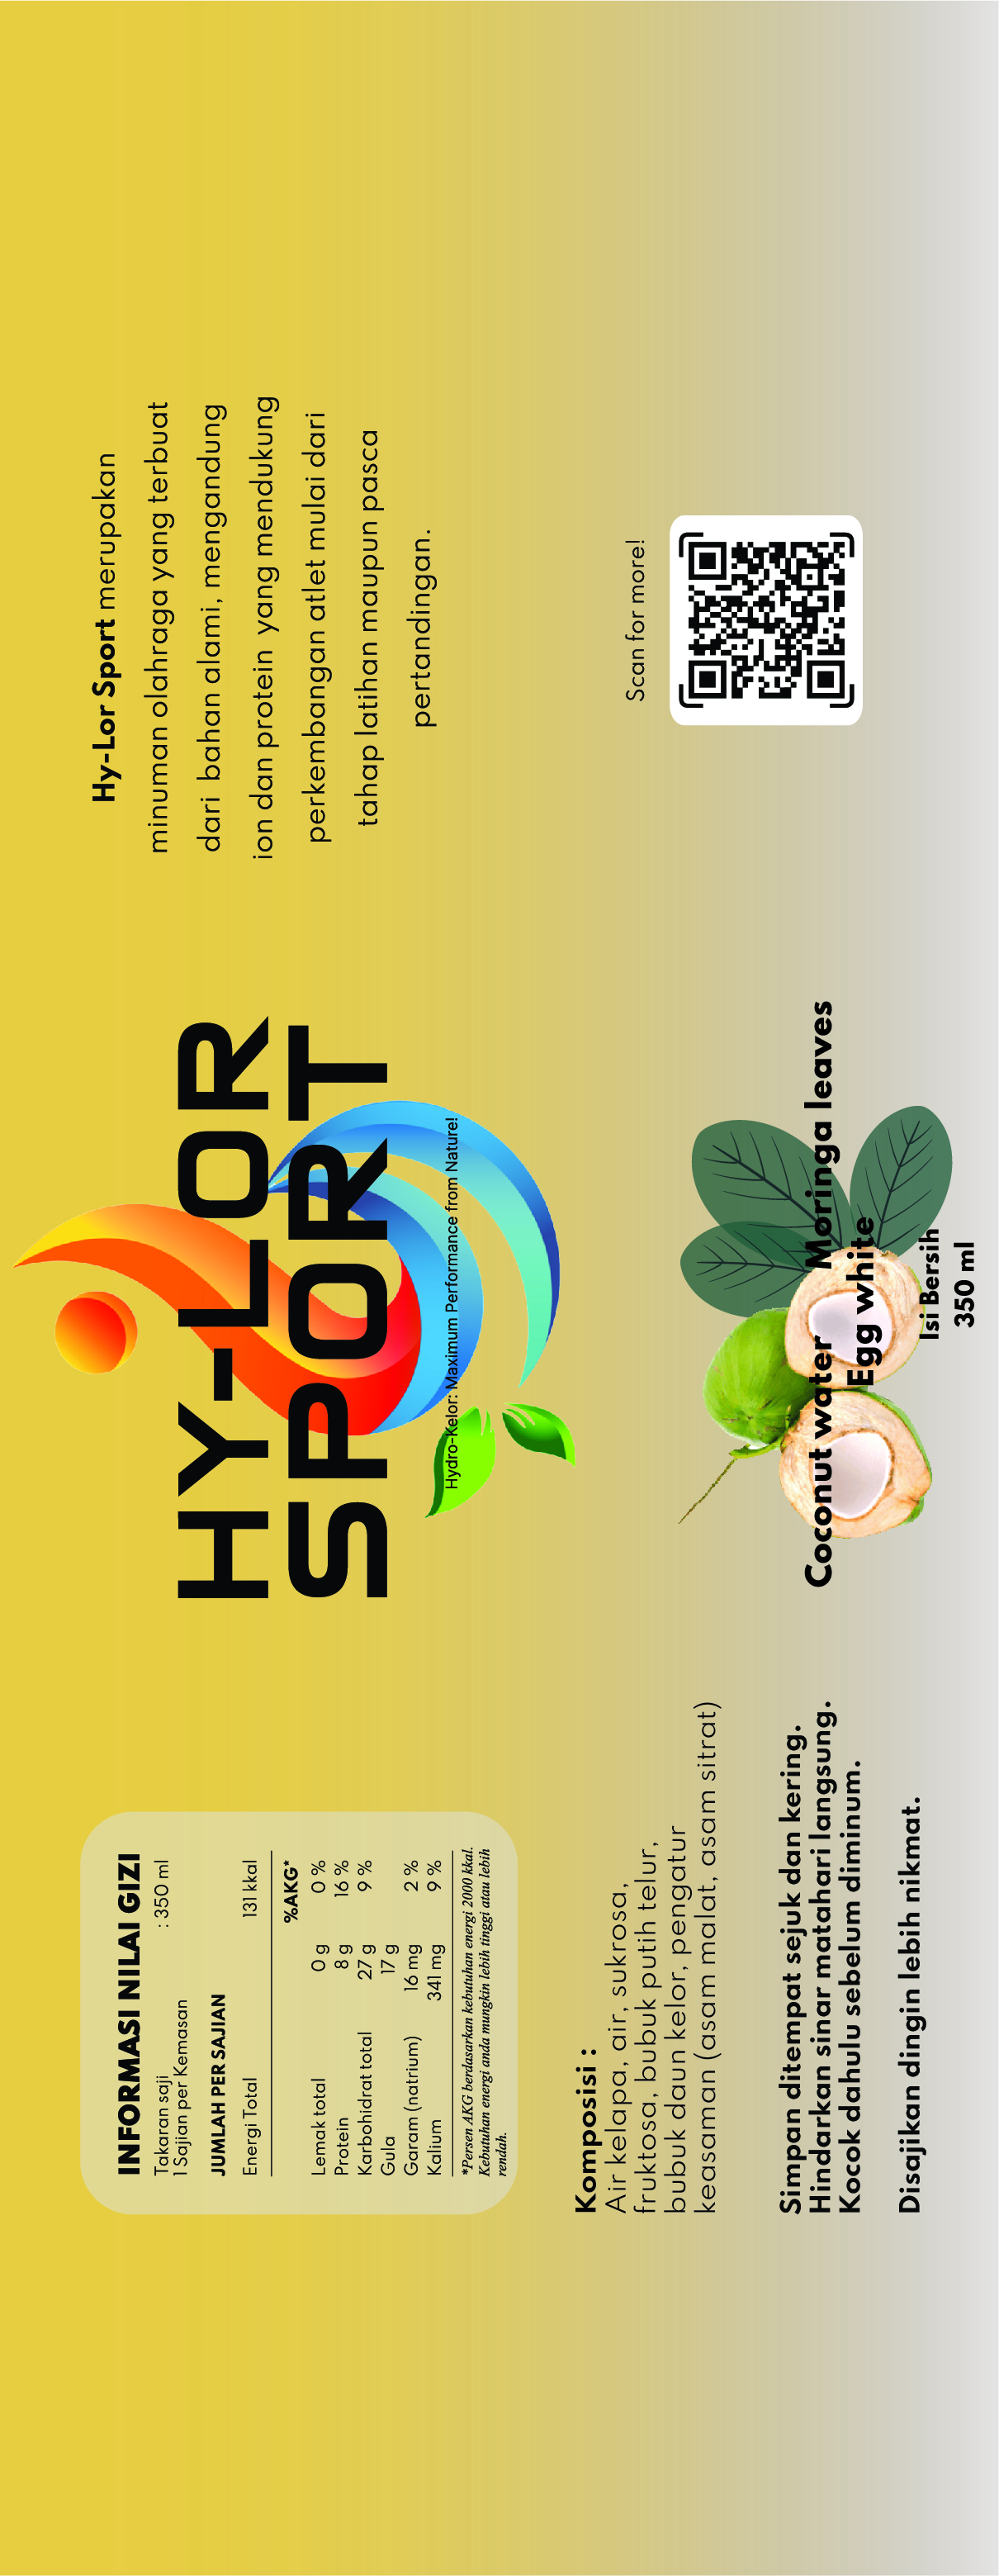 INFORMASI NILAI GIZI
Takaran saji : 350 ml
1 Sajian per Kemasan
JUMLAH PER SAJIAN
Energi Total 131 kkal
%AKG*
Lemak total 0 g 0 %
Protein 8 g 16 %
Karbohidrat total 27 g 9 %
Gula 17 g
Garam (natrium) 16 mg 2 %
Kalium 341 mg 9 %
*Persen AKG berdasarkan kebutuhan energi 2000 kkal.
Kebutuhan energi anda mungkin lebih tinggi atau lebih
rendah.
Komposisi :
Air kelapa, air, sukrosa,
fruktosa, bubuk putih telur,
bubuk daun kelor, pengatur
keasaman (asam malat, asam sitrat)
Simpan ditempat sejuk dan kering.
Hindarkan sinar matahari langsung.
Kocok dahulu sebelum diminum.
Disajikan dingin lebih nikmat.
HY-LOR
SPORT
Hydro-Kelor: Maximum Performance from Nature!
Coconut water Moringa leaves
Egg white
Isi Bersih
350 ml
Hy-Lor Sport merupakan
minuman olahraga yang terbuat
dari bahan alami, mengandung
ion dan protein yang mendukung
perkembangan atlet mulai dari
tahap latihan maupun pasca
pertandingan.
Scan for more!